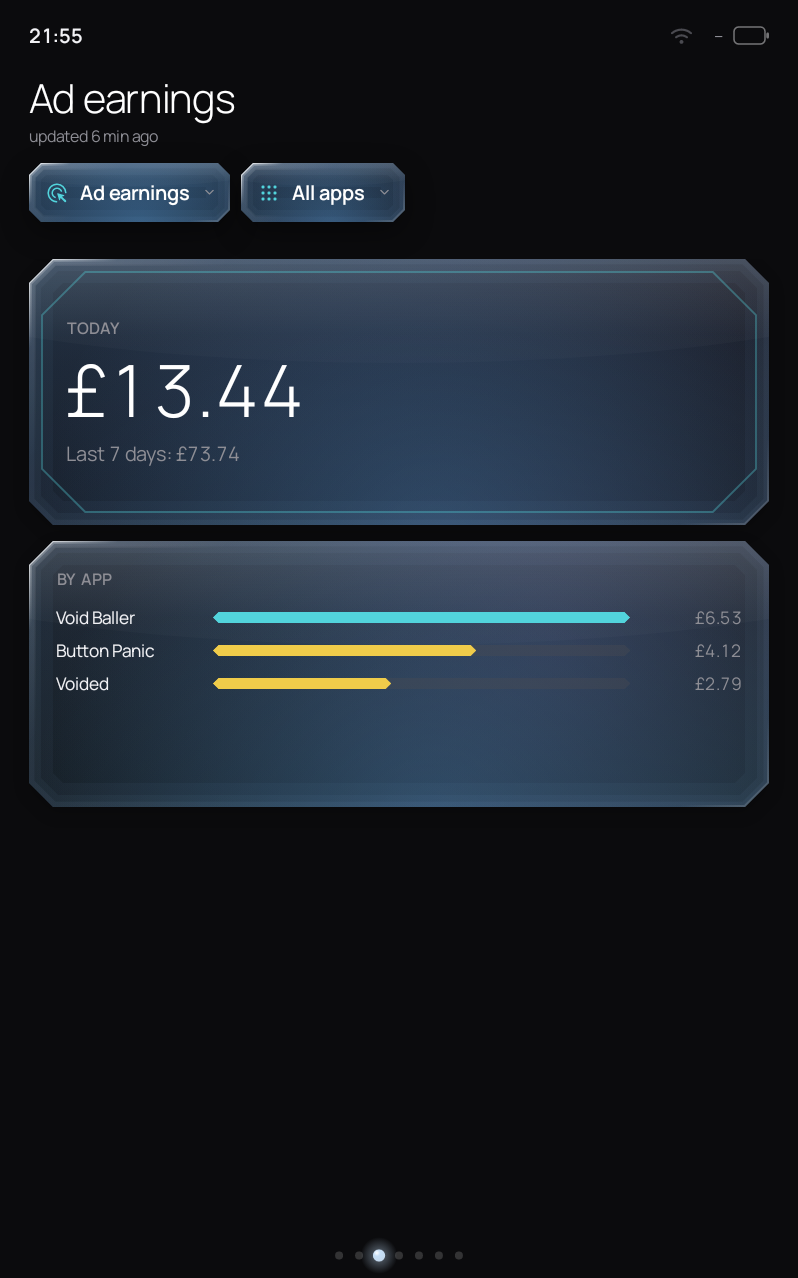 21:55
–
Ad earnings
updated 6 min ago
Ad earnings All apps
TODAY
£13.44
Last 7 days: £73.74
BY APP
Void Baller £6.53
Button Panic £4.12
Voided £2.79